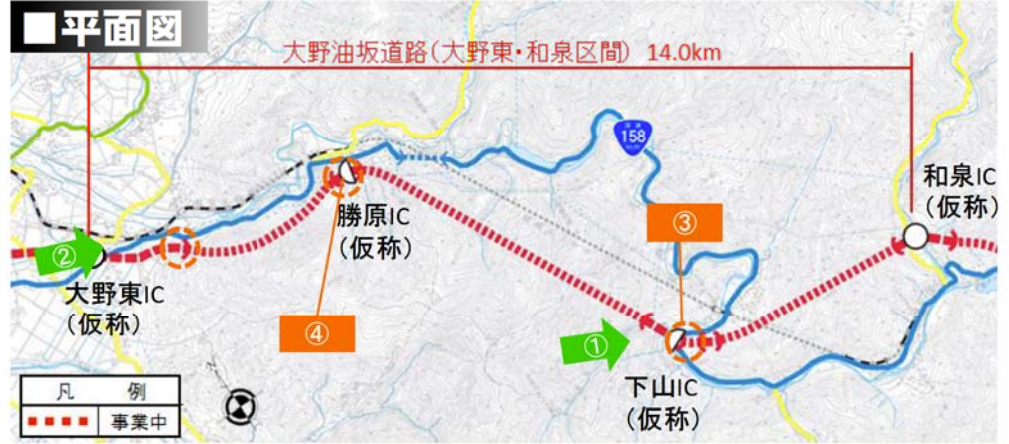 ■平面図
大野油坂道路(大野東・和泉区間) 14.0km
158
和泉IC
(仮称)
勝原IC
(仮称)
③
②
大野東IC
(仮称)
④
①
下山IC
(仮称)
凡 例
事業中